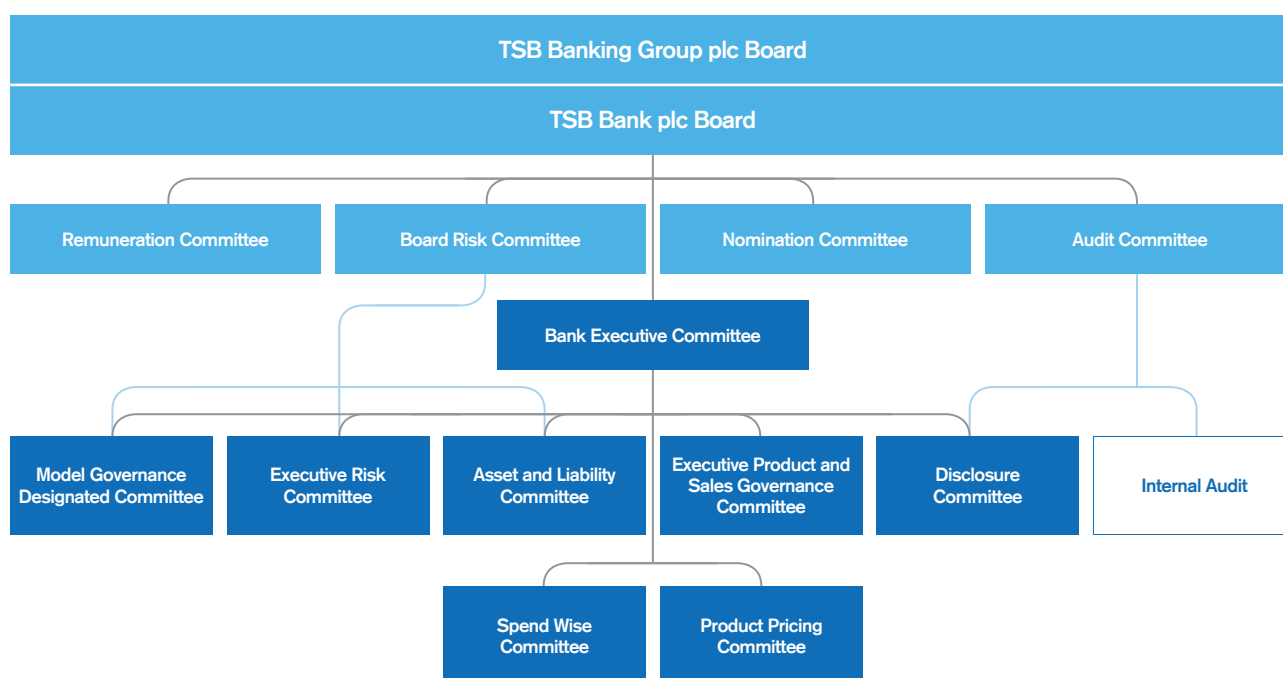 TSB Banking Group plc Board
TSB Bank plc Board
Remuneration Committee
Board Risk Committee
Nomination Committee
Audit Committee
Bank Executive Committee
Model Governance
Designated Committee
Executive Risk
Committee
Asset and Liability
Committee
Executive Product and
Sales Governance
Committee
Disclosure
Committee
Internal Audit
Spend Wise
Committee
Product Pricing
Committee